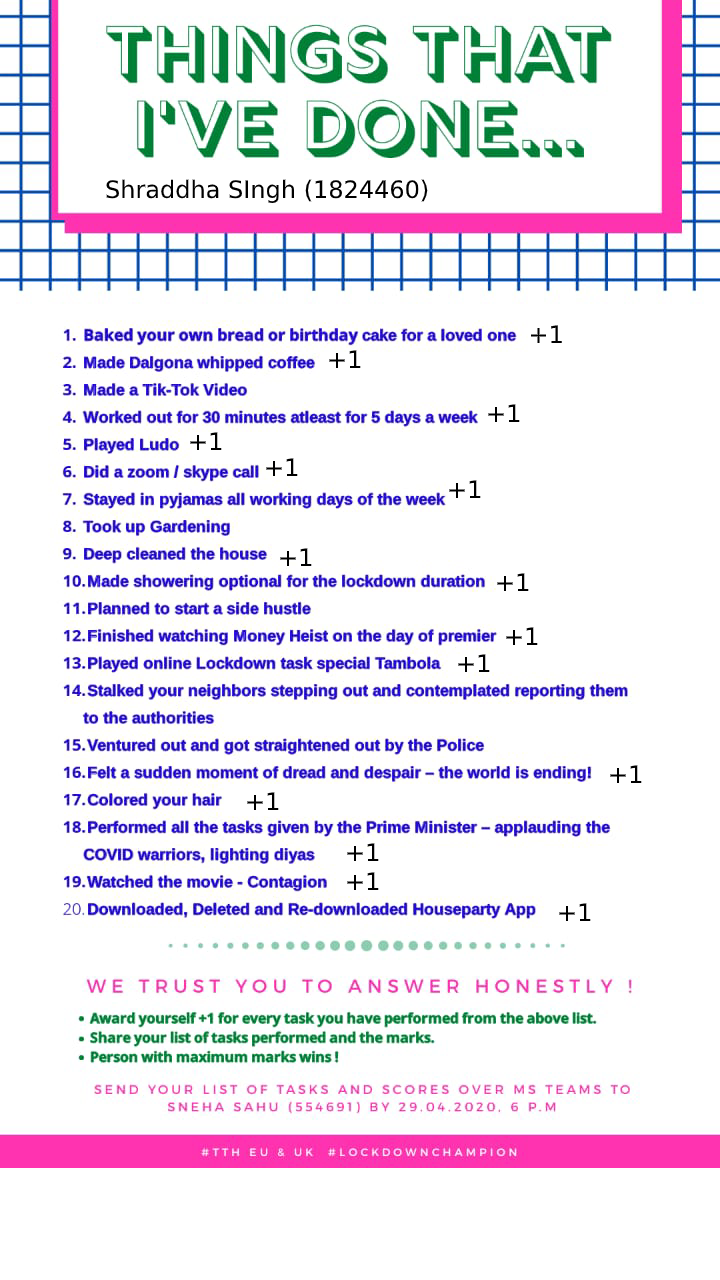 THINGS THAT
I'VE DONE...
Shraddha SIngh (1824460)
1. Baked your own bread or birthday cake for a loved one +1
2. Made Dalgona whipped coffee +1
3. Made a Tik-Tok Video
4. Worked out for 30 minutes atleast for 5 days a week +1
5. Played Ludo +1
6. Did a zoom / skype call +1
7. Stayed in pyjamas all working days of the week +1
8. Took up Gardening
9. Deep cleaned the house +1
10. Made showering optional for the lockdown duration +1
11. Planned to start a side hustle
12. Finished watching Money Heist on the day of premier +1
13. Played online Lockdown task special Tambola +1
14. Stalked your neighbors stepping out and contemplated reporting them
to the authorities
15. Ventured out and got straightened out by the Police
16. Felt a sudden moment of dread and despair – the world is ending! +1
17. Colored your hair +1
18. Performed all the tasks given by the Prime Minister – applauding the
COVID warriors, lighting diyas +1
19. Watched the movie - Contagion +1
20. Downloaded, Deleted and Re-downloaded Houseparty App +1
WE TRUST YOU TO ANSWER HONESTLY !
• Award yourself +1 for every task you have performed from the above list.
• Share your list of tasks performed and the marks.
• Person with maximum marks wins !
SEND YOUR LIST OF TASKS AND SCORES OVER MS TEAMS TO
SNEHA SAHU (554691) BY 29.04.2020, 6 P.M
#TTH EU & UK #LOCKDOWNCHAMPION